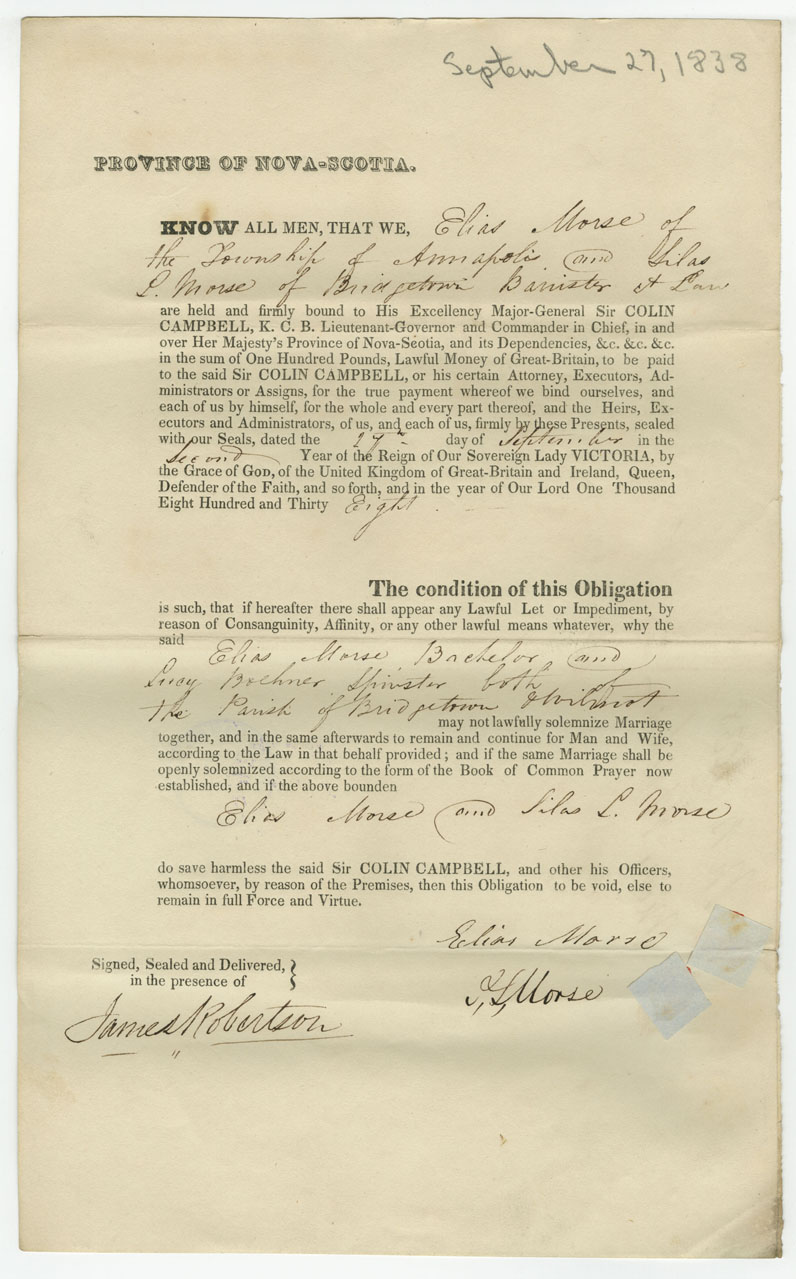 September 27, 1838
PROVINCE OF NOVA-SCOTIA.
KNOW ALL MEN, THAT WE, Elias Morse of
the Township of Annapolis and Silas
L. Morse of Bridgetown Barrister at Law
are held and firmly bound to His Excellency Major-General Sir COLIN
CAMPBELL, K. C. B. Lieutenant-Governor and Commander in Chief, in and
over Her Majesty's Province of Nova-Scotia, and its Dependencies, &c. &c. &c.
in the sum of One Hundred Pounds, Lawful Money of Great-Britain, to be paid
to the said Sir COLIN CAMPBELL, or his certain Attorney, Executors, Ad-
ministrators or Assigns, for the true payment whereof we bind ourselves, and
each of us by himself, for the whole and every part thereof, and the Heirs, Ex-
ecutors and Administrators, of us, and each of us, firmly by these Presents, sealed
with our Seals, dated the 27th day of September in the
Second Year of the Reign of Our Sovereign Lady VICTORIA, by
the Grace of GOD, of the United Kingdom of Great-Britain and Ireland, Queen,
Defender of the Faith, and so forth, and in the year of Our Lord One Thousand
Eight Hundred and Thirty Eight.
The condition of this Obligation
is such, that if hereafter there shall appear any Lawful Let or Impediment, by
reason of Consanguinity, Affinity, or any other lawful means whatever, why the
said
Elias Morse Bachelor, and
Lucy Boehner Spinster both of
the Parish of Bridgetown & Wilmot
may not lawfully solemnize Marriage
together, and in the same afterwards to remain and continue for Man and Wife,
according to the Law in that behalf provided; and if the same Marriage shall be
openly solemnized according to the form of the Book of Common Prayer now
established, and if the above bounden
Elias Morse and Silas L. Morse
do save harmless the said Sir COLIN CAMPBELL, and other his Officers,
whomsoever, by reason of the Premises, then this Obligation to be void, else to
remain in full Force and Virtue.
Elias Morse
Signed, Sealed and Delivered,
in the presence of
S. L. Morse
James Robertson